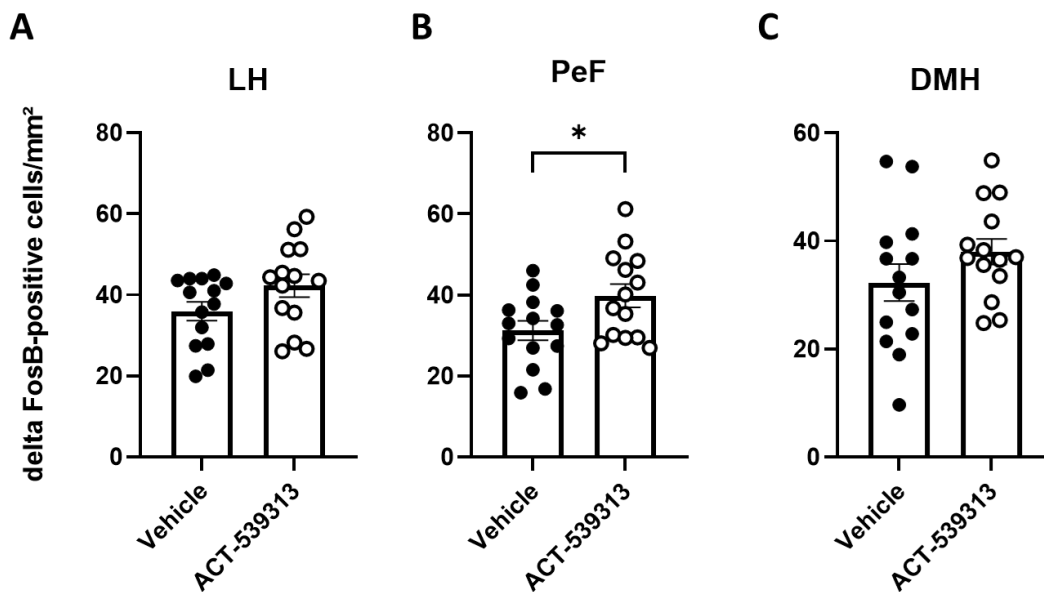 A
B
C
LH
PeF
DMH
delta FosB-positive cells/mm²
80
60
40
20
0
Vehicle
ACT-539313
80
60
40
20
0
*
Vehicle
ACT-539313
60
40
20
0
Vehicle
ACT-539313